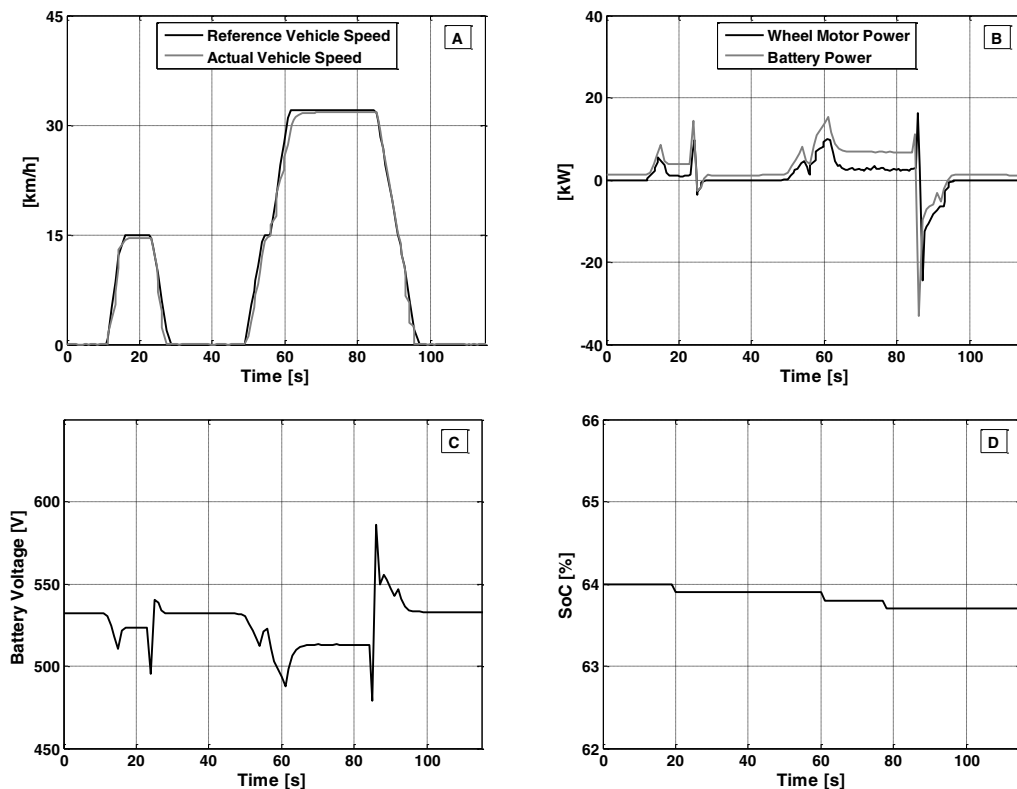 45
30
15
0
[km/h]
Reference Vehicle Speed
Actual Vehicle Speed
A
0 20 40 60 80 100
Time [s]
40
20
0
-20
-40
[kW]
Wheel Motor Power
Battery Power
B
0 20 40 60 80 100
Time [s]
600
550
500
450
Battery Voltage [V]
C
0 20 40 60 80 100
Time [s]
66
65
64
63
62
SoC [%]
D
0 20 40 60 80 100
Time [s]